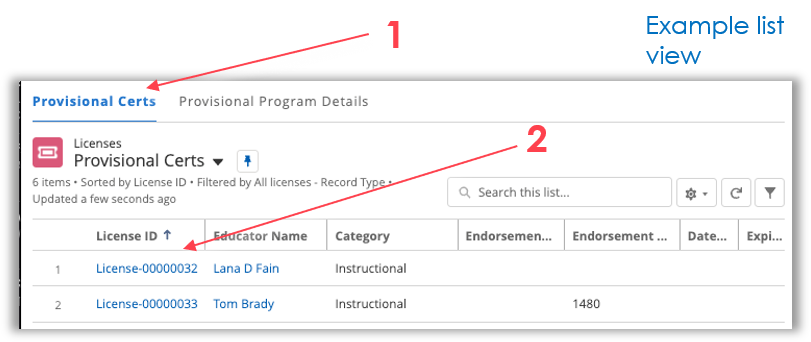 1
Example list
view
Provisional Certs Provisional Program Details
Licenses
Provisional Certs
2
6 items • Sorted by License ID • Filtered by All licenses - Record Type •
Updated a few seconds ago
Search this list...
License ID ↑ Educator Name Category Endorsemen... Endorsement ... Date... Expi...
1 License-00000032 Lana D Fain Instructional
2 License-00000033 Tom Brady Instructional 1480